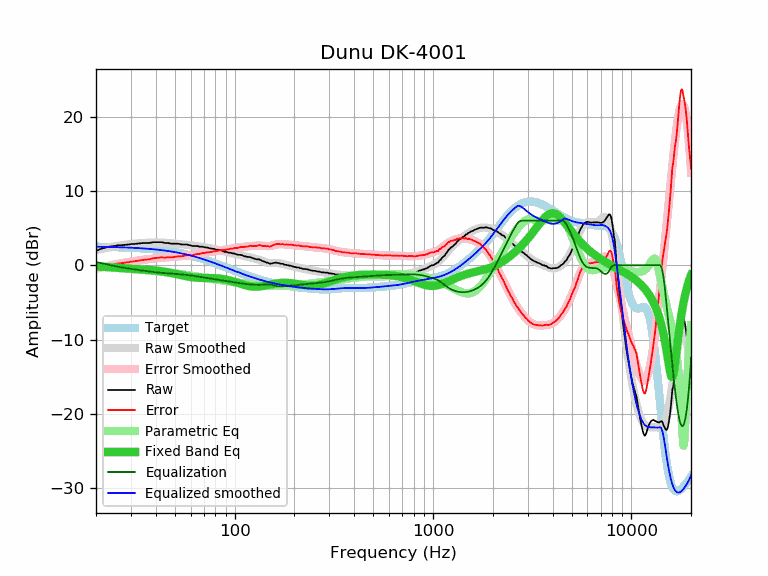 Dunu DK-4001
Amplitude (dBr)
20
10
0
−10
−20
−30
Target
Raw Smoothed
Error Smoothed
Raw
Error
Parametric Eq
Fixed Band Eq
Equalization
Equalized smoothed
100
1000
10000
Frequency (Hz)